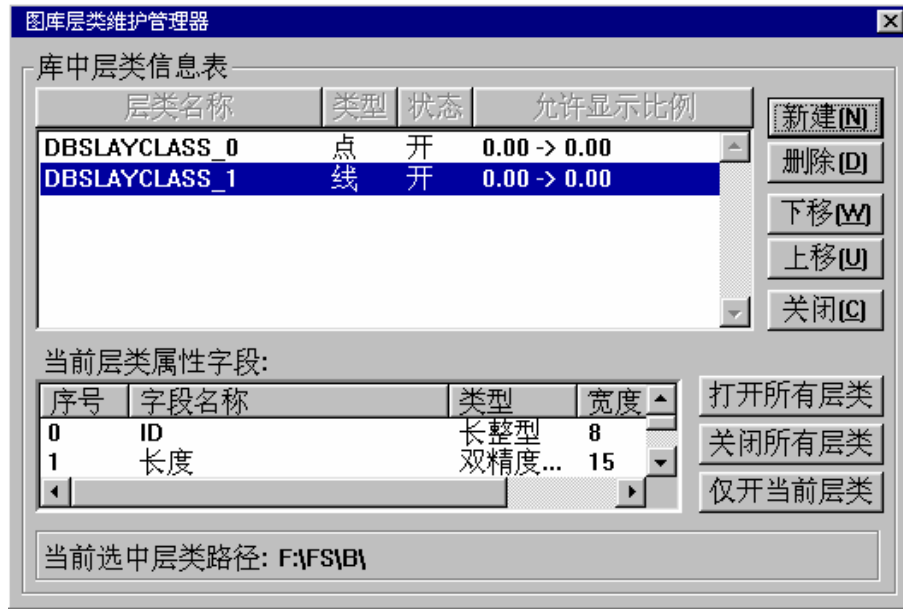 图库层类维护管理器
库中层类信息表
层类名称 类型 状态 允许显示比例
DBSLAYCLASS_0 点 开 0.00 -> 0.00
DBSLAYCLASS_1 线 开 0.00 -> 0.00
新建(N)
删除(D)
下移(W)
上移(U)
关闭(C)
当前层类属性字段:
序号 字段名称 类型 宽度
0 ID 长整型 8
1 长度 双精度... 15
打开所有层类
关闭所有层类
仅开当前层类
当前选中层类路径: F:\FS\B\